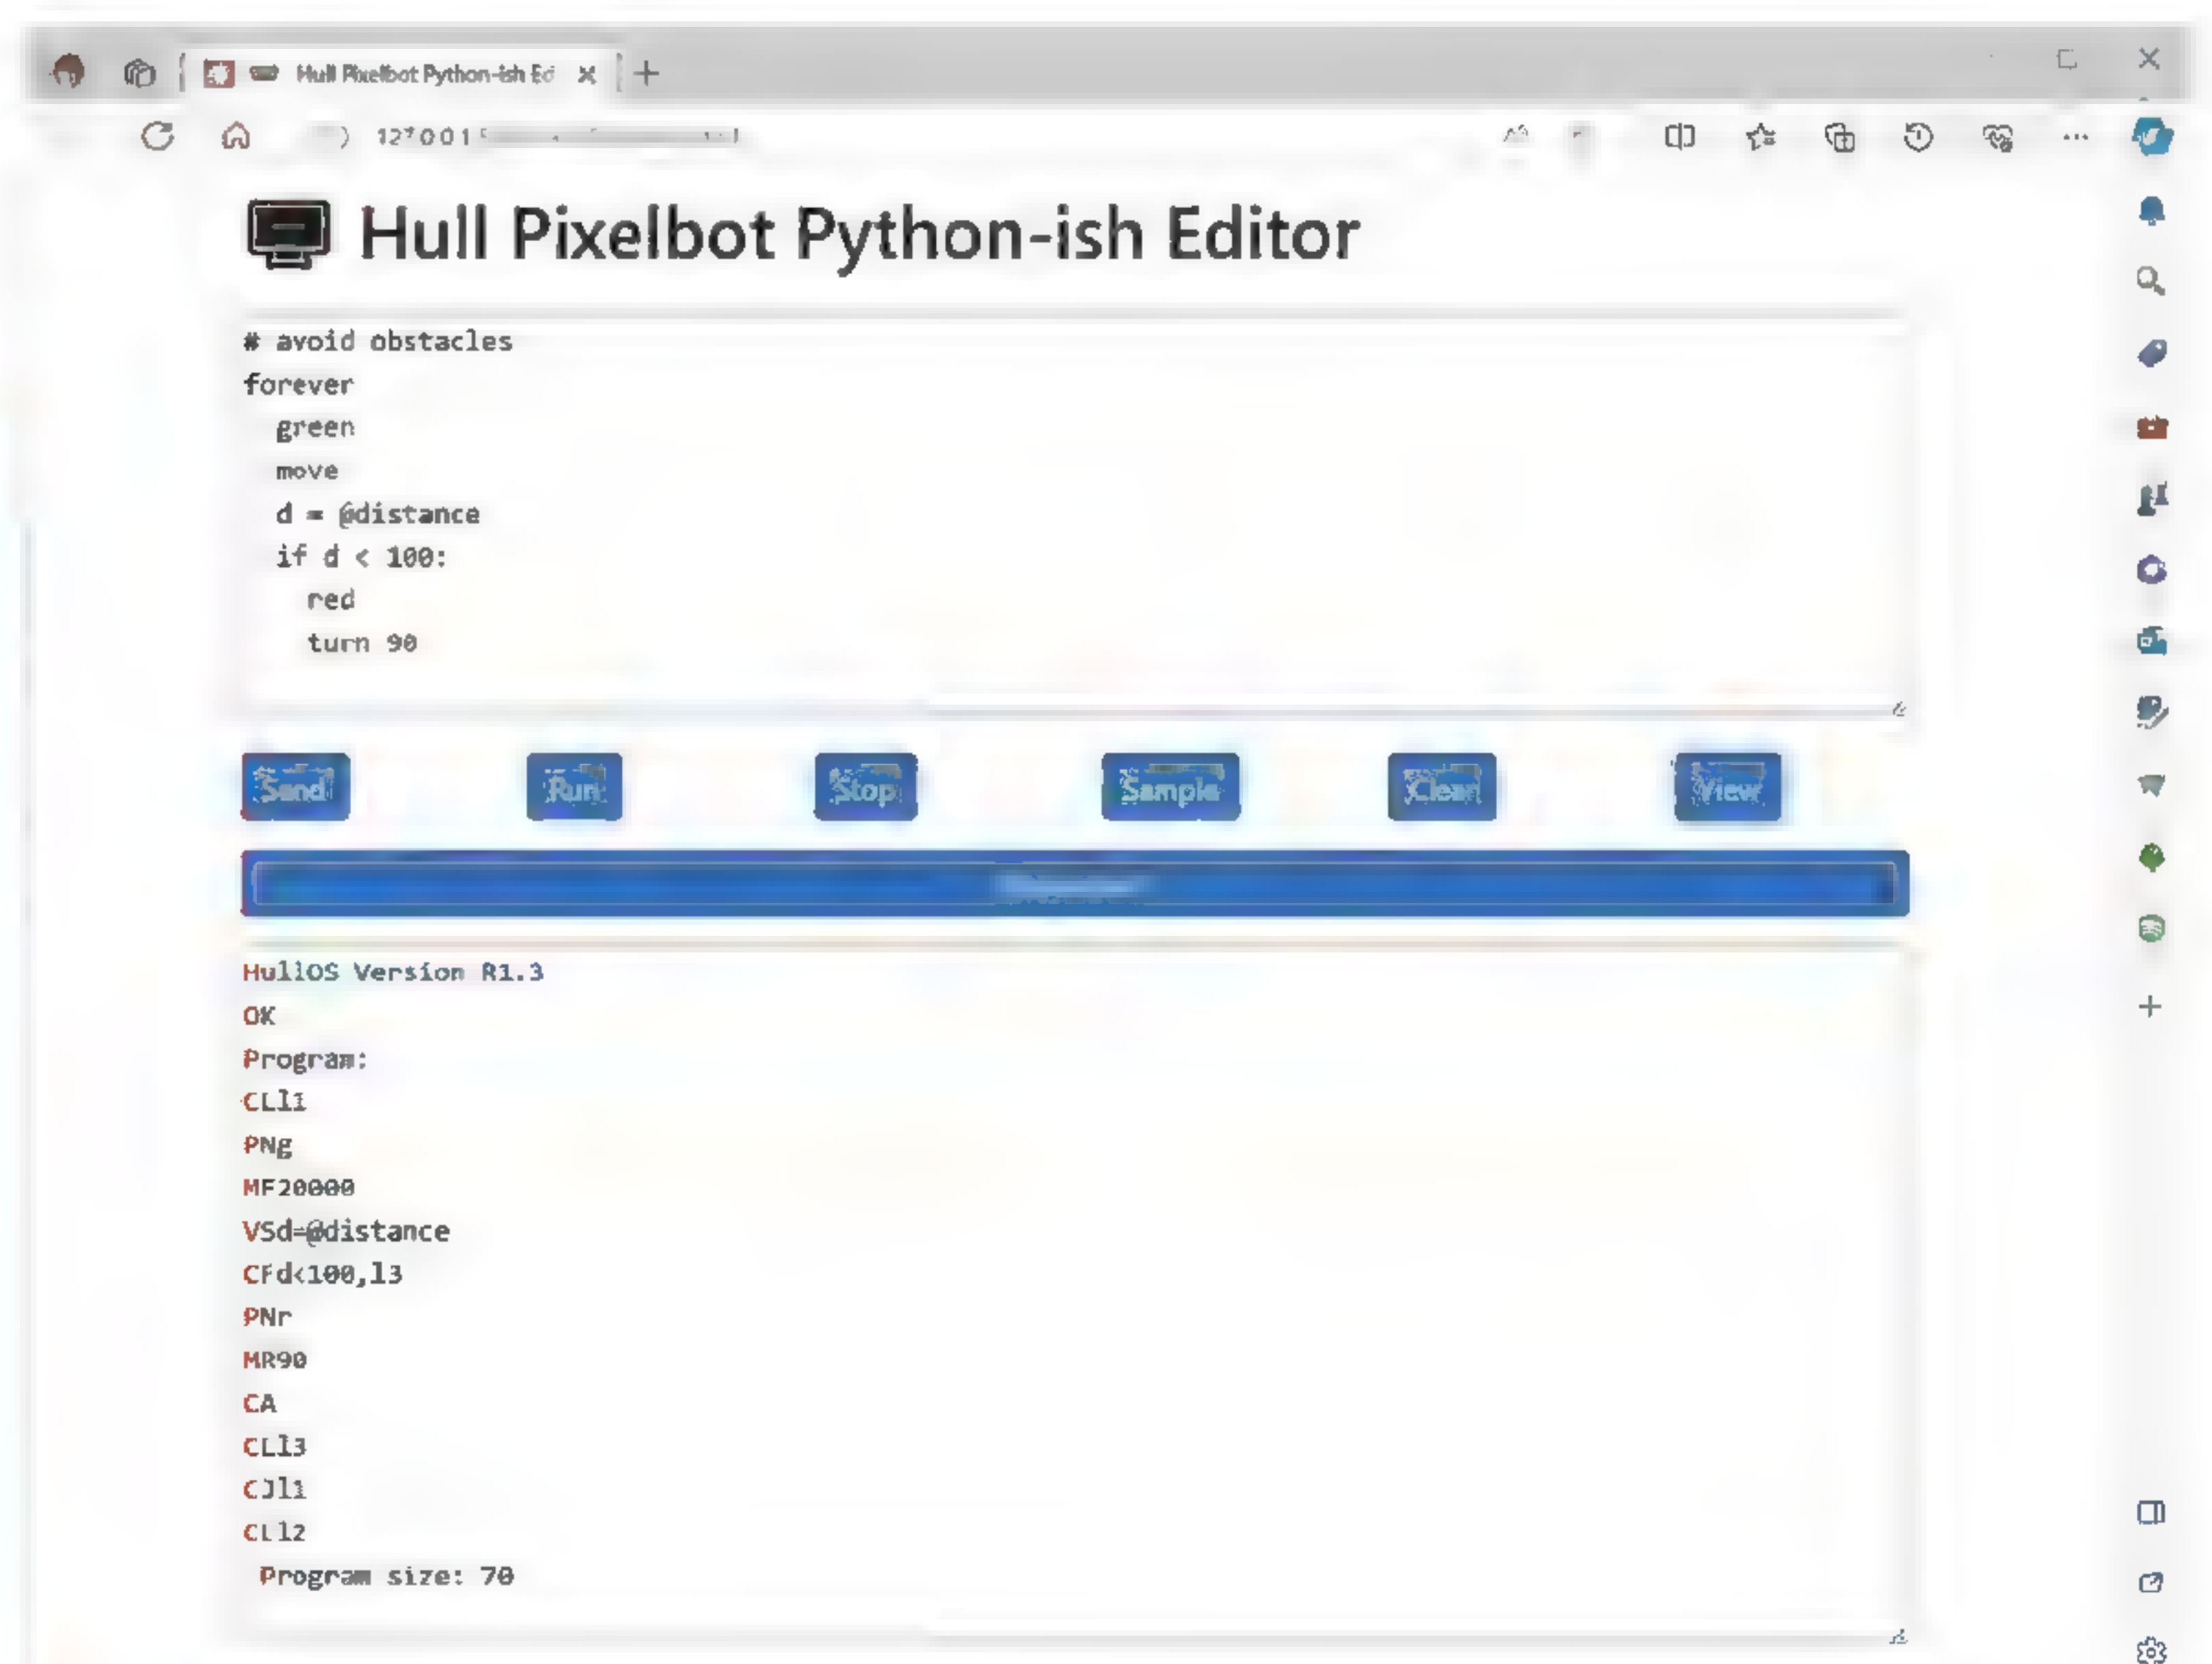 Hull Pixelbot Python-ish Ed
Hull Pixelbot Python-ish Editor
# avoid obstacles
forever
  green
  move
  d = @distance
  if d < 100:
    red
    turn 90
Send Run Stop Sample Clear View
HullOS Version R1.3
OK
Program:
CLl1
PNg
MF20000
VSd=@distance
CFd<100,l3
PNr
MR90
CA
CLl3
CJl1
CLl2
 Program size: 70